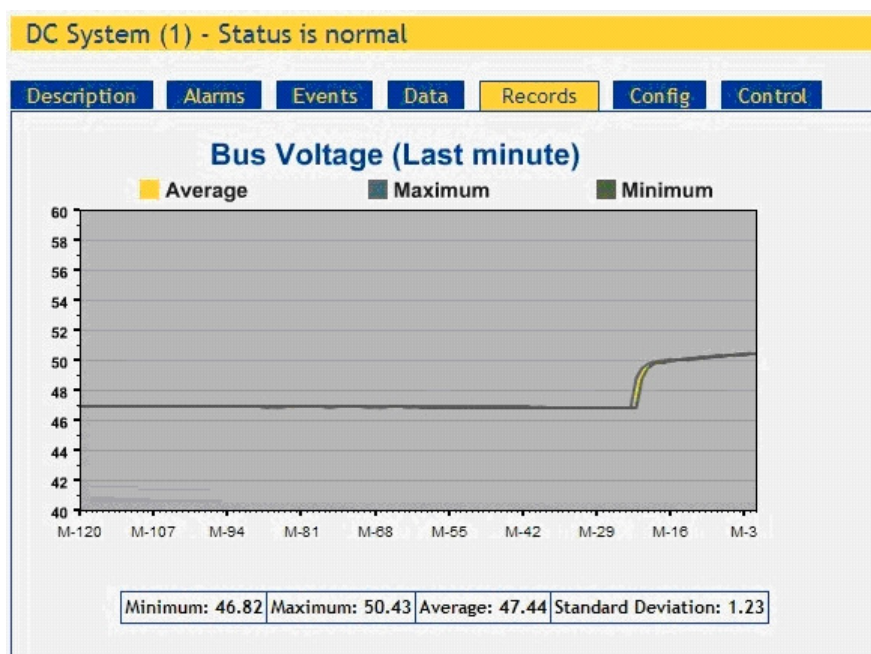 DC System (1) - Status is normal
Description Alarms Events Data Records Config Control
Bus Voltage (Last minute)
Average Maximum Minimum
60
58
56
54
52
50
48
46
44
42
40
M-120 M-107 M-94 M-81 M-68 M-55 M-42 M-29 M-16 M-3
Minimum: 46.82 Maximum: 50.43 Average: 47.44 Standard Deviation: 1.23